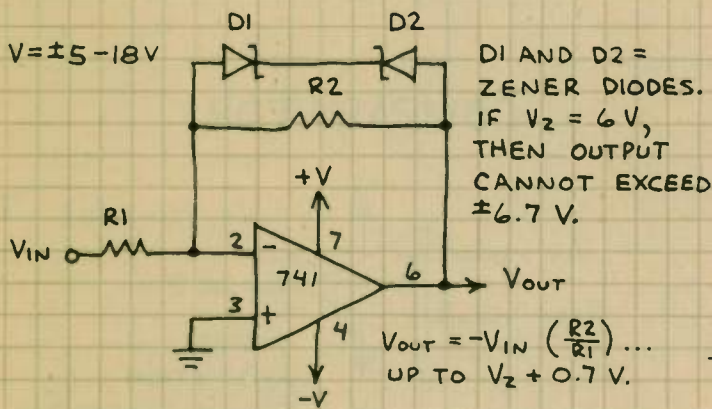 D1
D2
V=±5-18V
D1 AND D2 =
ZENER DIODES.
IF VZ = 6 V,
THEN OUTPUT
CANNOT EXCEED
±6.7 V.
R2
+V
R1
VIN
2
-
7
741
6
VOUT
3
+
4
-V
VOUT = -VIN (R2/R1) ...
UP TO VZ + 0.7 V.